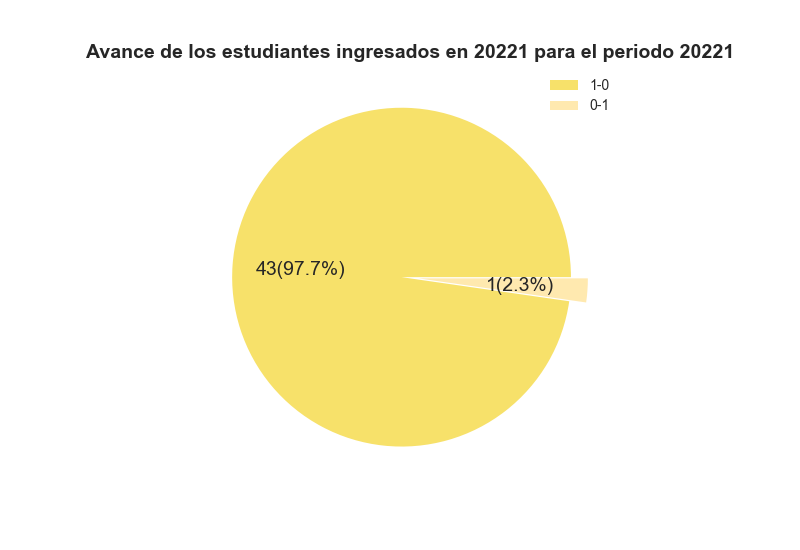 Avance de los estudiantes ingresados en 20221 para el periodo 20221
1-0
0-1
43(97.7%)
1(2.3%)